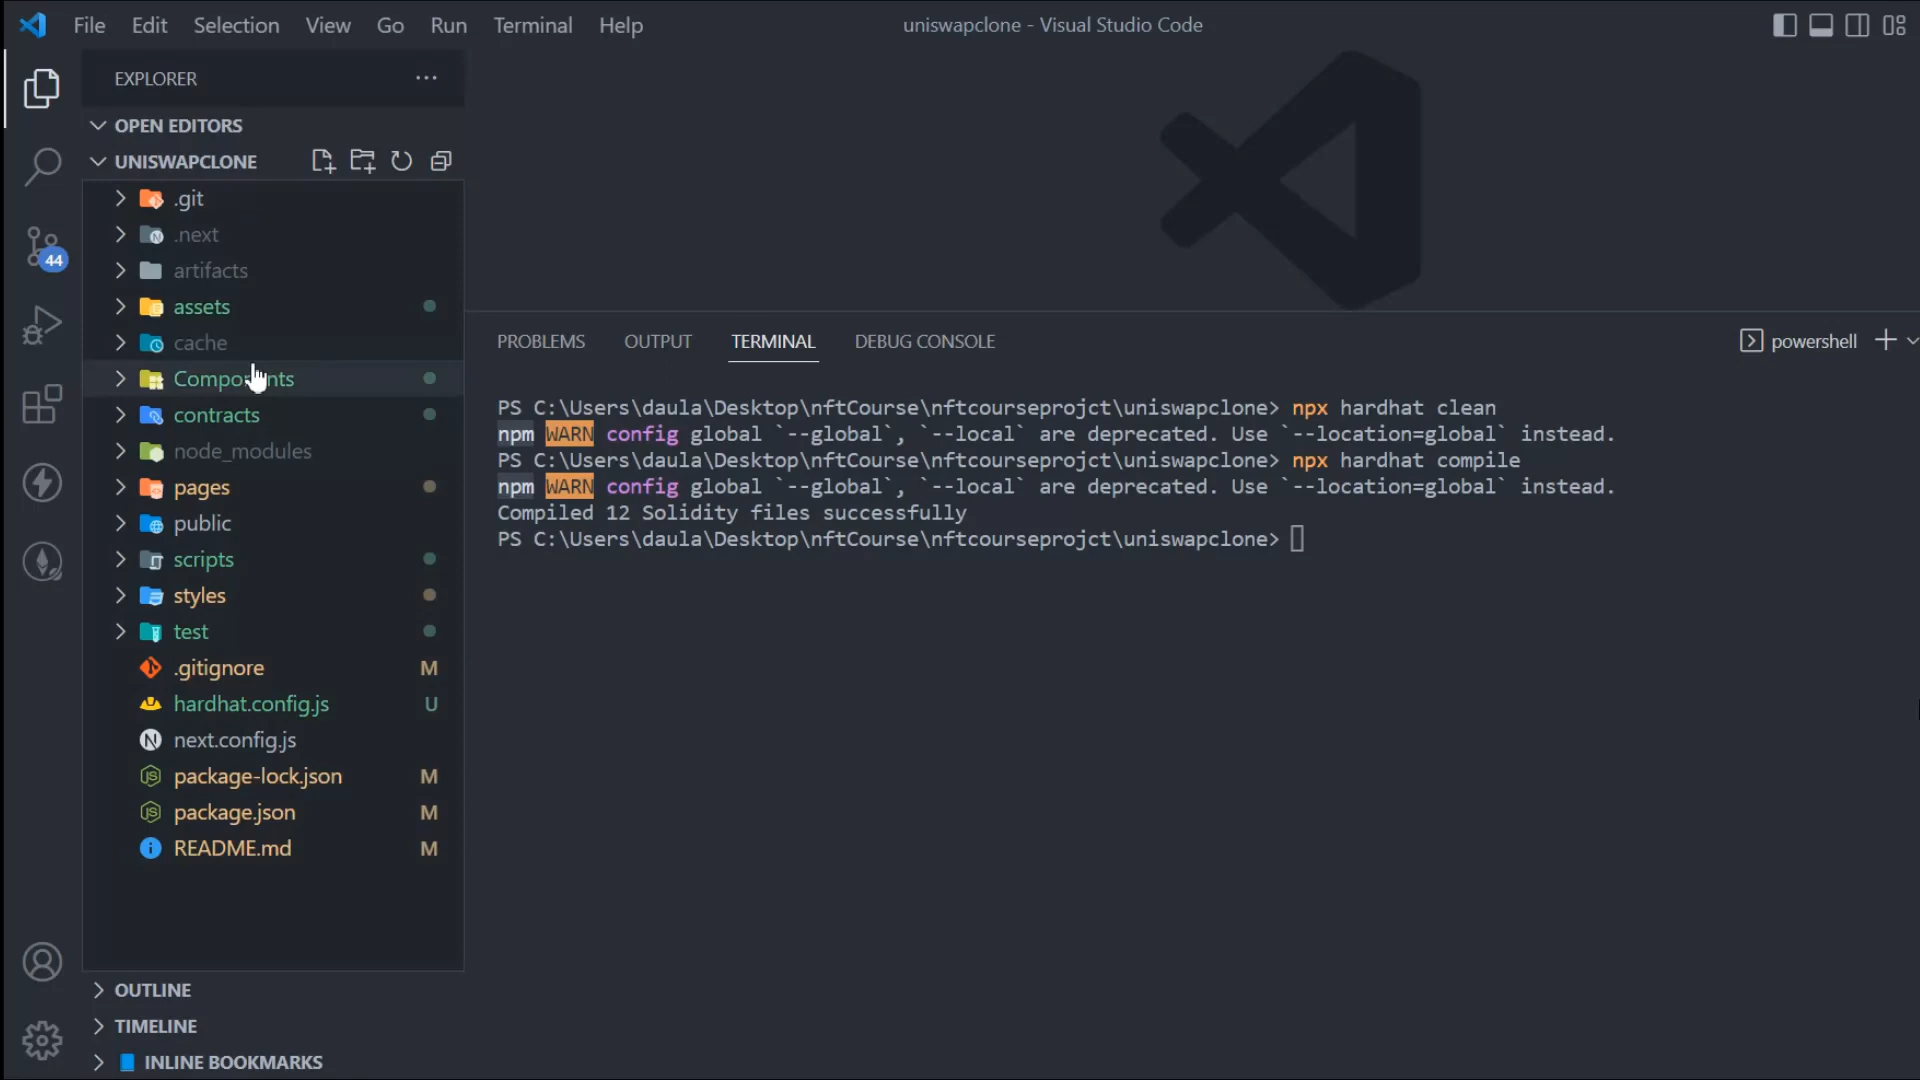 File Edit Selection View Go Run Terminal Help
uniswapclone - Visual Studio Code
EXPLORER
OPEN EDITORS
UNISWAPCLONE
.git
.next
artifacts
assets
cache
Components
contracts
node_modules
pages
public
scripts
styles
test
.gitignore M
hardhat.config.js U
next.config.js
package-lock.json M
package.json M
README.md M
OUTLINE
TIMELINE
INLINE BOOKMARKS
44
PROBLEMS OUTPUT TERMINAL DEBUG CONSOLE
powershell
PS C:\Users\daula\Desktop\nftCourse\nftcourseprojct\uniswapclone> npx hardhat clean
npm WARN config global `--global`, `--local` are deprecated. Use `--location=global` instead.
PS C:\Users\daula\Desktop\nftCourse\nftcourseprojct\uniswapclone> npx hardhat compile
npm WARN config global `--global`, `--local` are deprecated. Use `--location=global` instead.
Compiled 12 Solidity files successfully
PS C:\Users\daula\Desktop\nftCourse\nftcourseprojct\uniswapclone>